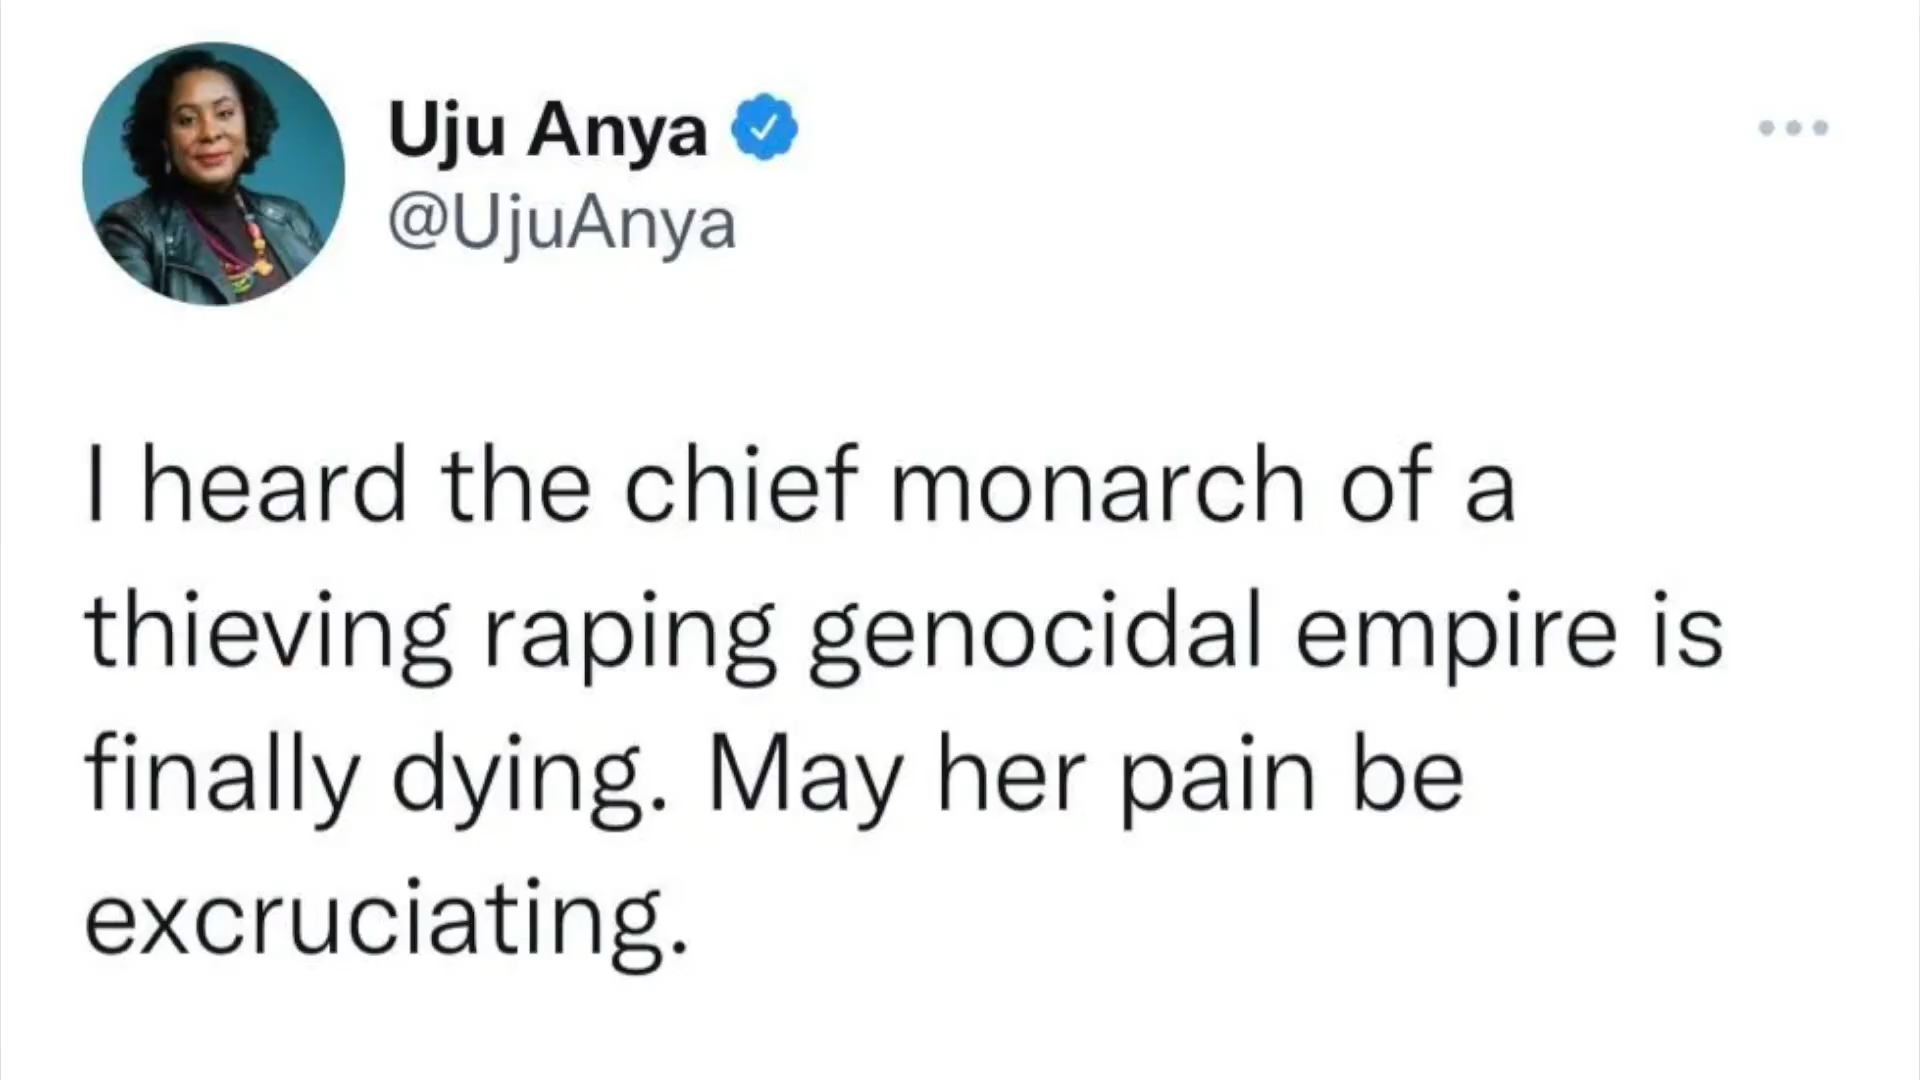 Uju Anya
@UjuAnya
I heard the chief monarch of a
thieving raping genocidal empire is
finally dying. May her pain be
excruciating.